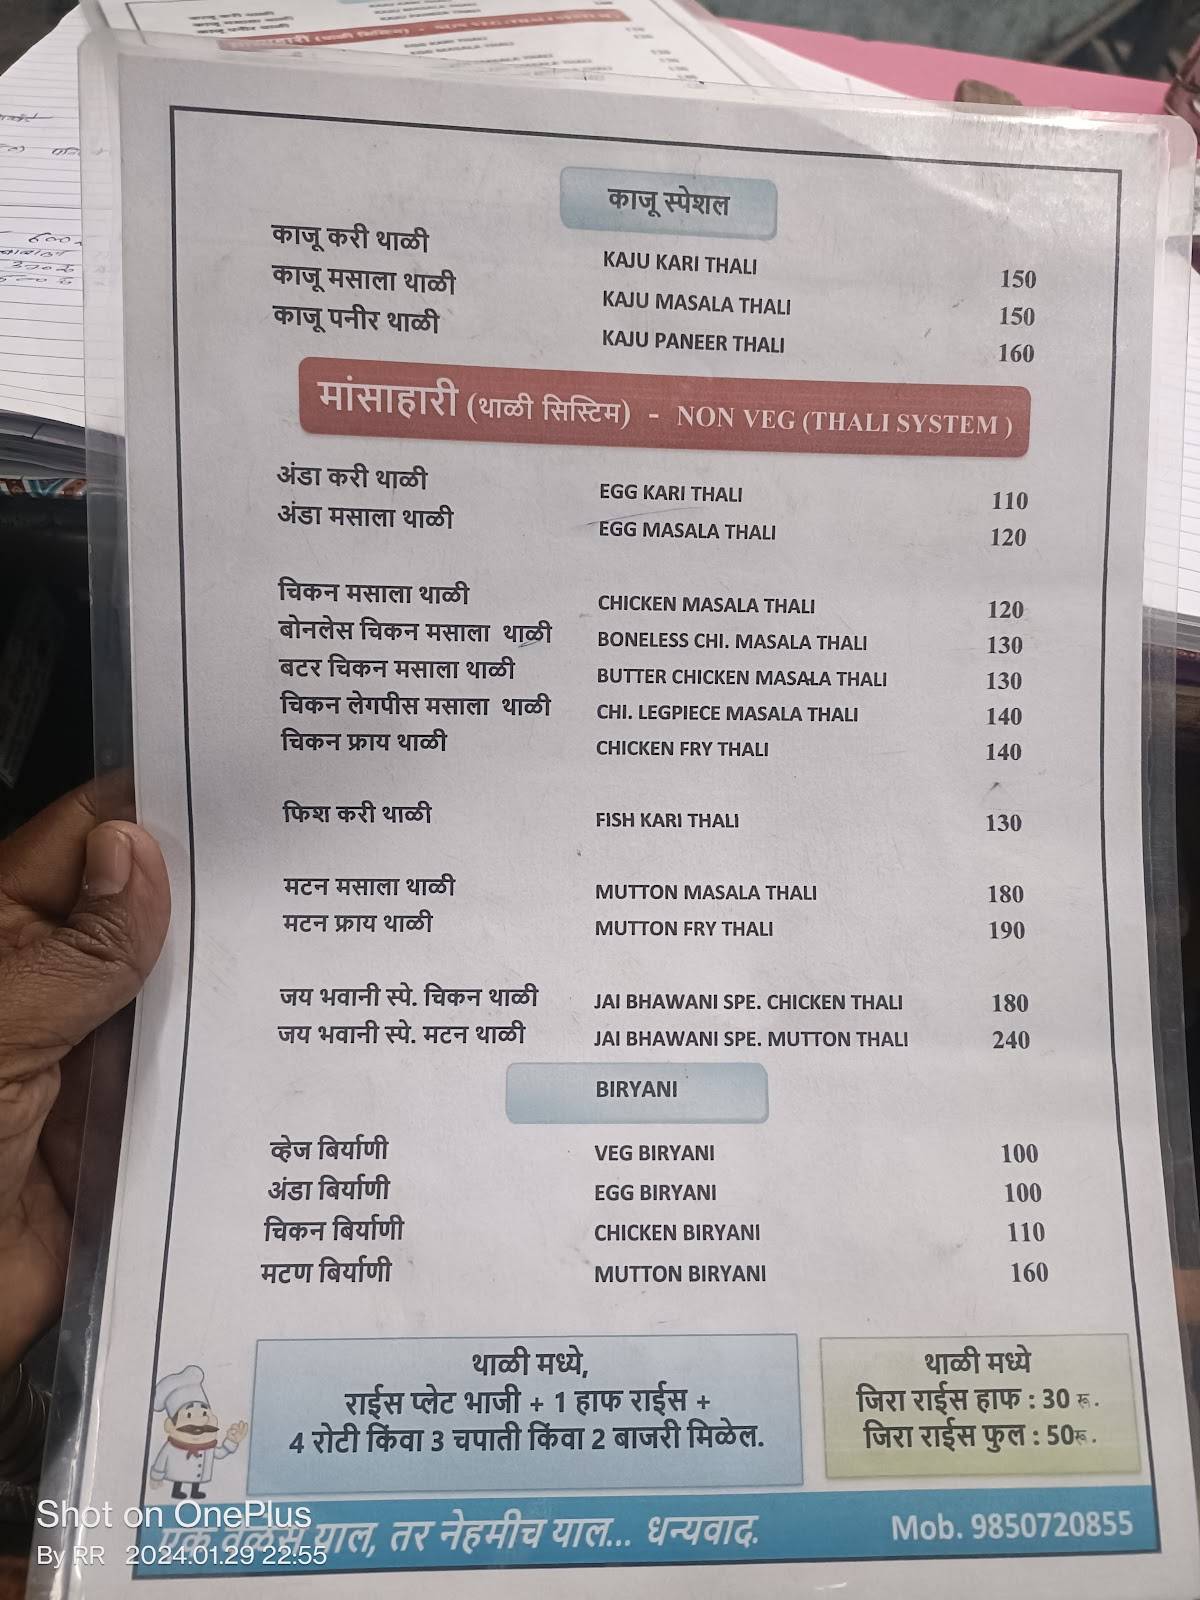 काजू स्पेशल
काजू करी थाळी KAJU KARI THALI 150
काजू मसाला थाळी KAJU MASALA THALI 150
काजू पनीर थाळी KAJU PANEER THALI 160
मांसाहारी (थाळी सिस्टिम) - NON VEG (THALI SYSTEM )
अंडा करी थाळी EGG KARI THALI 110
अंडा मसाला थाळी EGG MASALA THALI 120
चिकन मसाला थाळी CHICKEN MASALA THALI 120
बोनलेस चिकन मसाला थाळी BONELESS CHI. MASALA THALI 130
बटर चिकन मसाला थाळी BUTTER CHICKEN MASALA THALI 130
चिकन लेगपीस मसाला थाळी CHI. LEGPIECE MASALA THALI 140
चिकन फ्राय थाळी CHICKEN FRY THALI 140
फिश करी थाळी FISH KARI THALI 130
मटन मसाला थाळी MUTTON MASALA THALI 180
मटन फ्राय थाळी MUTTON FRY THALI 190
जय भवानी स्पे. चिकन थाळी JAI BHAWANI SPE. CHICKEN THALI 180
जय भवानी स्पे. मटन थाळी JAI BHAWANI SPE. MUTTON THALI 240
BIRYANI
व्हेज बिर्याणी VEG BIRYANI 100
अंडा बिर्याणी EGG BIRYANI 100
चिकन बिर्याणी CHICKEN BIRYANI 110
मटण बिर्याणी MUTTON BIRYANI 160
थाळी मध्ये,
राईस प्लेट भाजी + 1 हाफ राईस +
4 रोटी किंवा 3 चपाती किंवा 2 बाजरी मिळेल.
थाळी मध्ये
जिरा राईस हाफ : 30 रू.
जिरा राईस फुल : 50रू.
एक वेळेस याल, तर नेहमीच याल... धन्यवाद.
Mob. 9850720855
Shot on OnePlus
By RR 2024.01.29 22:55